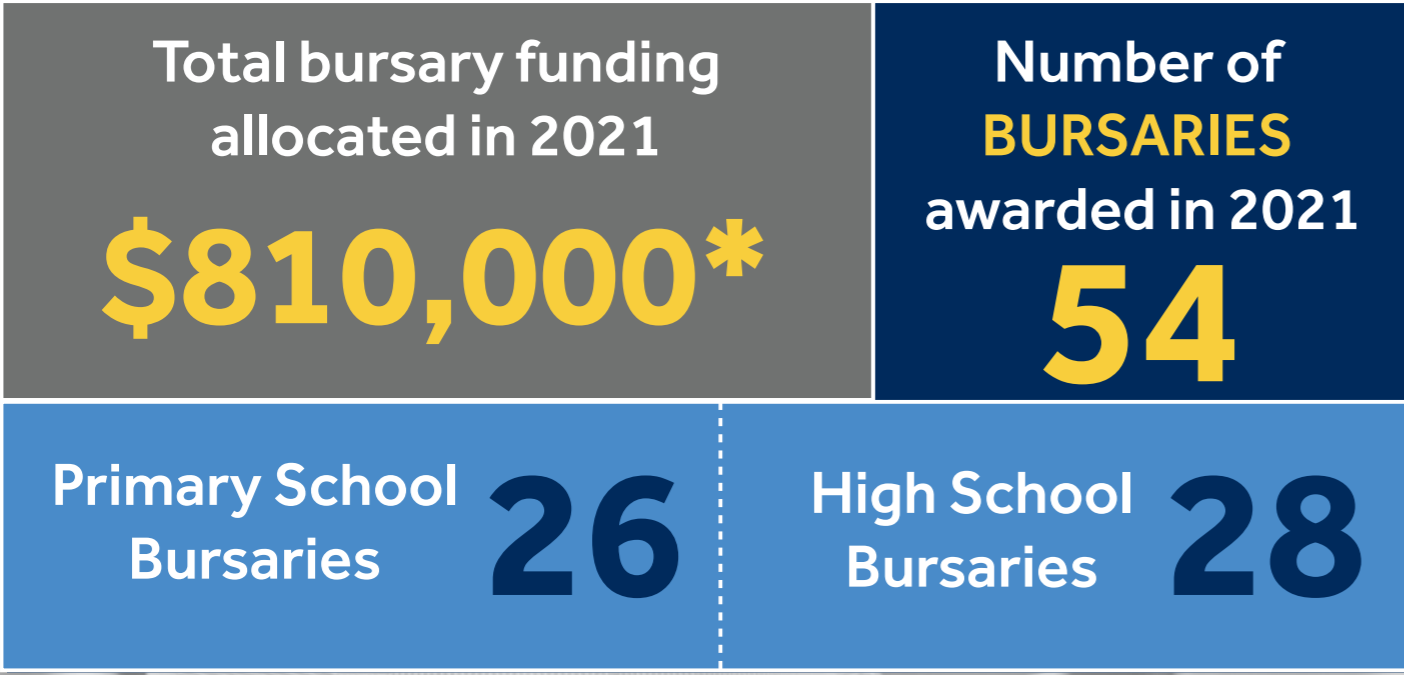 Total bursary funding
allocated in 2021
$810,000*
Number of
BURSARIES
awarded in 2021
54
Primary School
Bursaries
26
High School
Bursaries
28